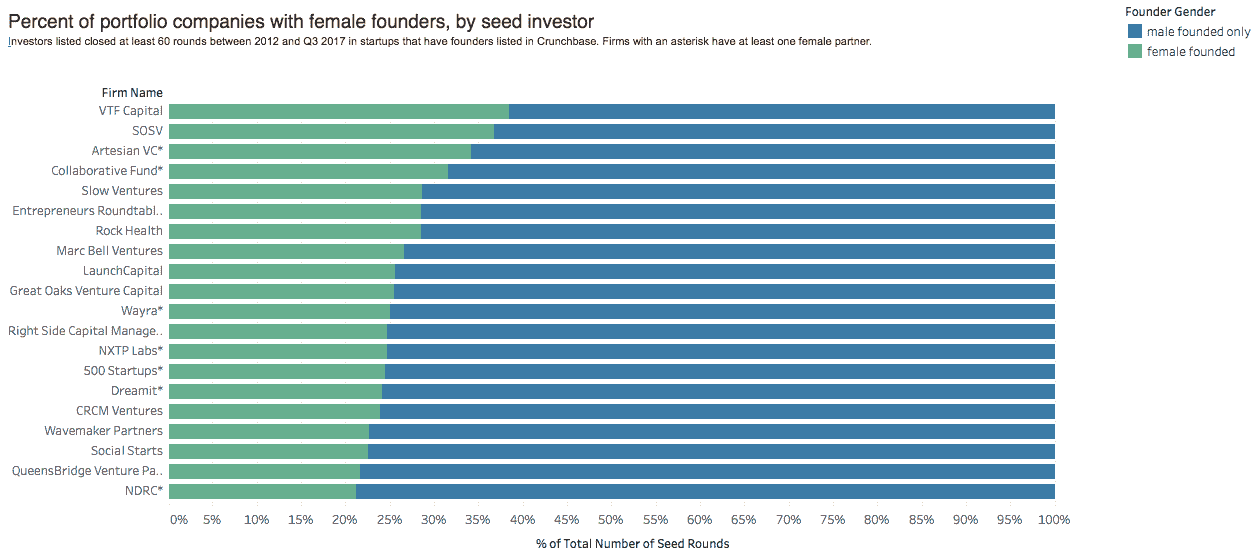 Percent of portfolio companies with female founders, by seed investor
Investors listed closed at least 60 rounds between 2012 and Q3 2017 in startups that have founders listed in Crunchbase. Firms with an asterisk have at least one female partner.
Founder Gender
male founded only
female founded
Firm Name
VTF Capital
SOSV
Artesian VC*
Collaborative Fund*
Slow Ventures
Entrepreneurs Roundtabl..
Rock Health
Marc Bell Ventures
LaunchCapital
Great Oaks Venture Capital
Wayra*
Right Side Capital Manage..
NXTP Labs*
500 Startups*
Dreamit*
CRCM Ventures
Wavemaker Partners
Social Starts
QueensBridge Venture Pa..
NDRC*
0% 5% 10% 15% 20% 25% 30% 35% 40% 45% 50% 55% 60% 65% 70% 75% 80% 85% 90% 95% 100%
% of Total Number of Seed Rounds